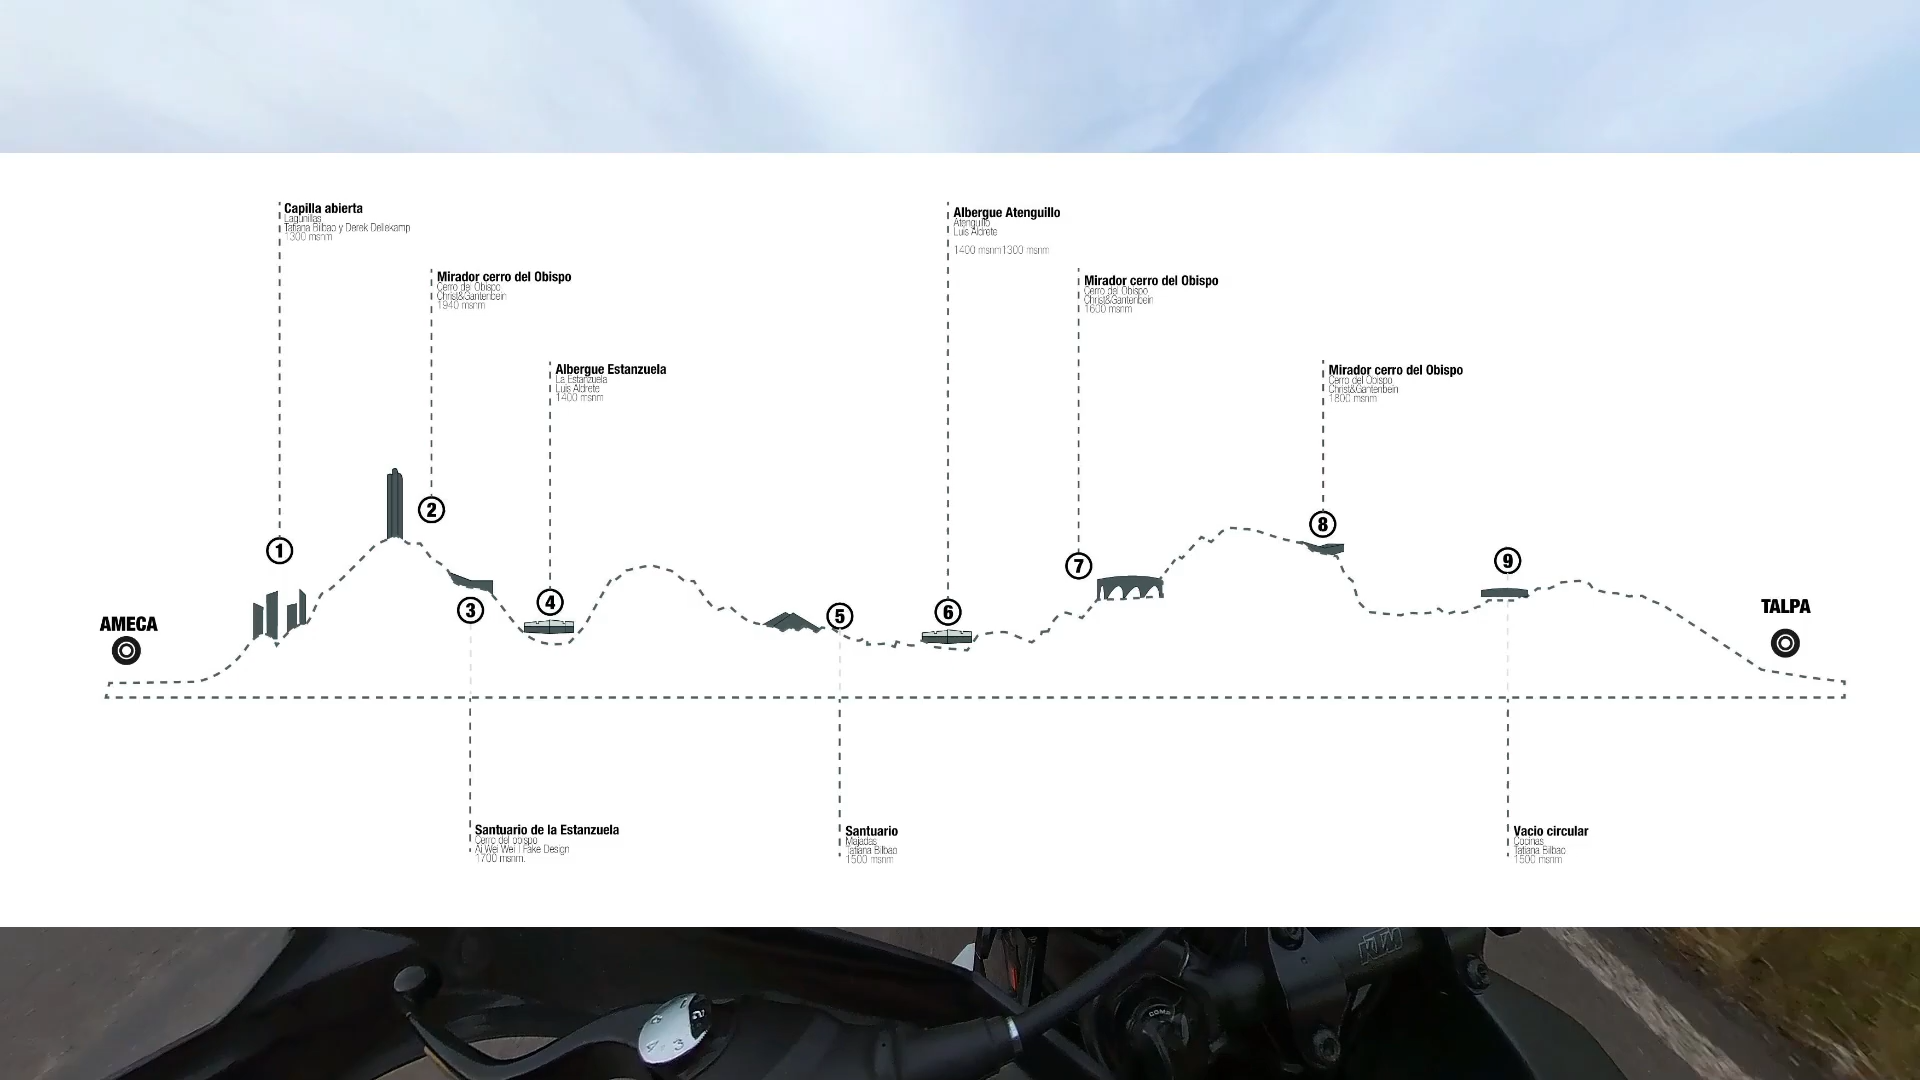 Capilla abierta
Lagunillas
Tatiana Bilbao y Derek Dellekamp
1300 msnm
Mirador cerro del Obispo
Cerro del Obispo
Christ&Gantenbein
1940 msnm
Albergue Estanzuela
La Estanzuela
Luis Aldrete
1400 msnm
Albergue Atenguillo
Atenguillo
Luis Aldrete
1400 msnm1300 msnm
Mirador cerro del Obispo
Cerro del Obispo
Christ&Gantenbein
1600 msnm
Mirador cerro del Obispo
Cerro del Obispo
Christ&Gantenbein
1800 msnm
1
2
3
4
5
6
7
8
9
AMECA
TALPA
Santuario de la Estanzuela
Cerro del obispo
Ai Wei Wei | Fake Design
1700 msnm.
Santuario
Majadas
Tatiana Bilbao
1500 msnm
Vacio circular
Cocinas
Tatiana Bilbao
1500 msnm
KTM
COMP